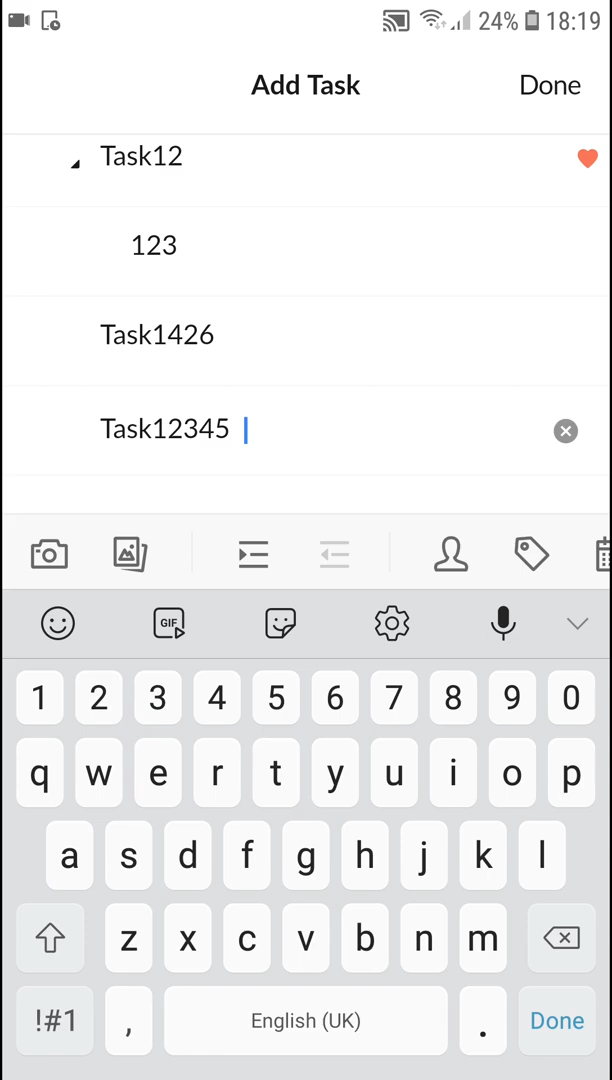 24% 18:19
Add Task Done
Task12
123
Task1426
Task12345
GIF
1 2 3 4 5 6 7 8 9 0
q w e r t y u i o p
a s d f g h j k l
z x c v b n m
!#1 , English (UK) . Done